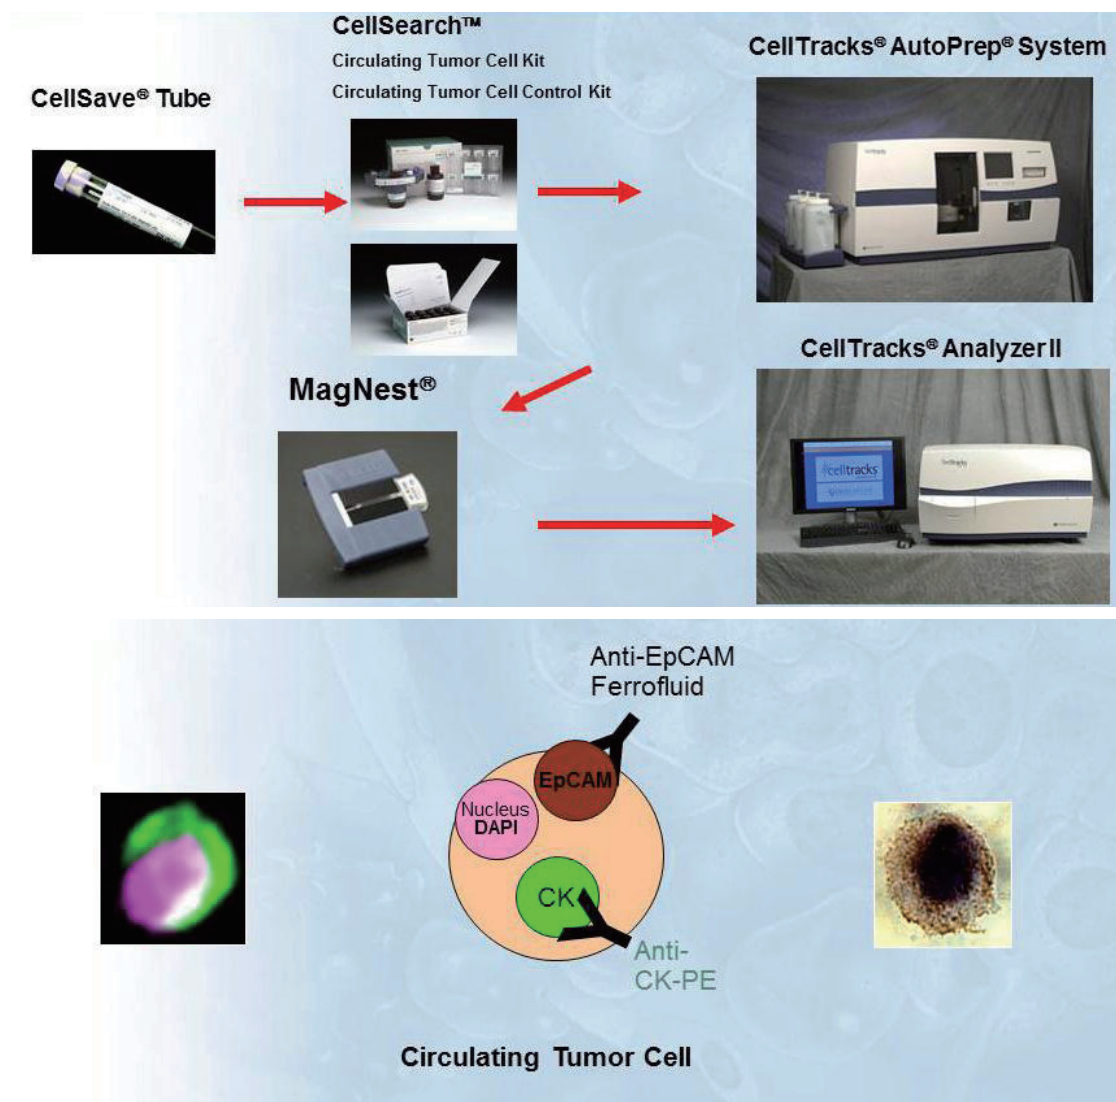 CellSearch™
Circulating Tumor Cell Kit
Circulating Tumor Cell Control Kit
CellTracks® AutoPrep® System
CellSave® Tube
CellTracks® Analyzer II
MagNest®
celltracks
Anti-EpCAM
Ferrofluid
EpCAM
Nucleus
DAPI
CK
Anti-
CK-PE
Circulating Tumor Cell